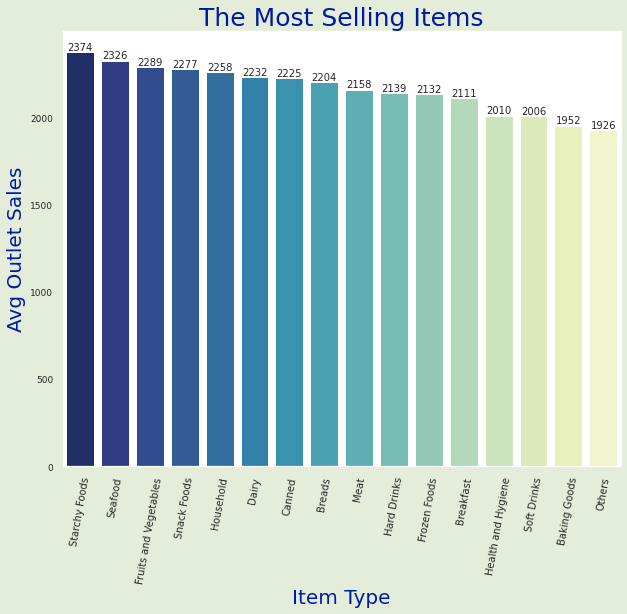 The Most Selling Items
2374
2326
2289
2277
2258
2232
2225
2204
2158
2139
2132
2111
2010
2006
1952
1926
2000
1500
1000
500
0
Avg Outlet Sales
Starchy Foods
Seafood
Fruits and Vegetables
Snack Foods
Household
Dairy
Canned
Breads
Meat
Hard Drinks
Frozen Foods
Breakfast
Health and Hygiene
Soft Drinks
Baking Goods
Others
Item Type